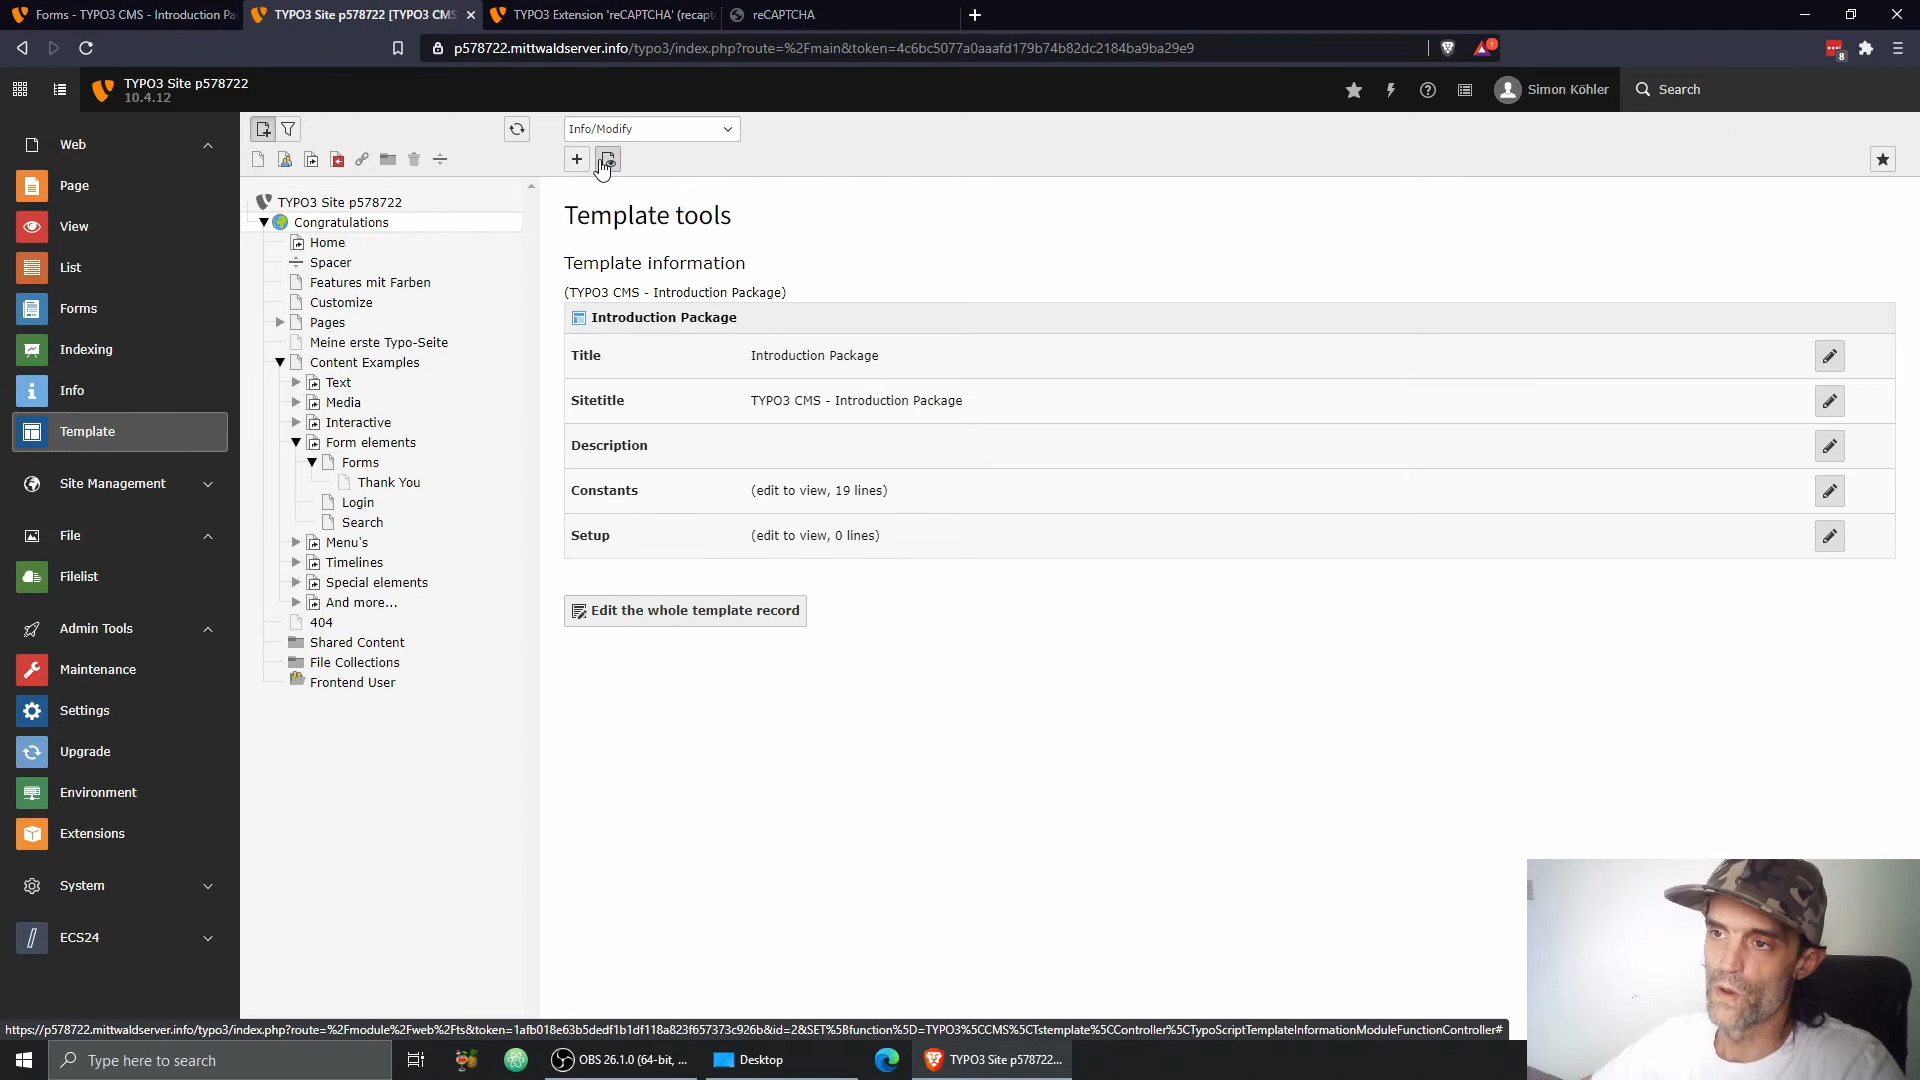 Forms - TYPO3 CMS - Introduction Pa
TYPO3 Site p578722 [TYPO3 CMS
TYPO3 Extension 'reCAPTCHA' (recapt
reCAPTCHA
p578722.mittwaldserver.info/typo3/index.php?route=%2Fmain&token=4c6bc5077a0aaafd179b74b82dc2184ba9ba29e9
1
8
TYPO3 Site p578722
10.4.12
Simon Köhler
Search
Web
Page
View
List
Forms
Indexing
Info
Template
Site Management
File
Filelist
Admin Tools
Maintenance
Settings
Upgrade
Environment
Extensions
System
ECS24
TYPO3 Site p578722
Congratulations
Home
Spacer
Features mit Farben
Customize
Pages
Meine erste Typo-Seite
Content Examples
Text
Media
Interactive
Form elements
Forms
Thank You
Login
Search
Menu's
Timelines
Special elements
And more...
404
Shared Content
File Collections
Frontend User
Info/Modify
Template tools
Template information
(TYPO3 CMS - Introduction Package)
Introduction Package
Title Introduction Package
Sitetitle TYPO3 CMS - Introduction Package
Description
Constants (edit to view, 19 lines)
Setup (edit to view, 0 lines)
Edit the whole template record
https://p578722.mittwaldserver.info/typo3/index.php?route=%2Fmodule%2Fweb%2Fts&token=1afb018e63b5dedf1b1df118a823f657373c926b&id=2&SET%5Bfunction%5D=TYPO3%5CCMS%5CTstemplate%5CController%5CTypoScriptTemplateInformationModuleFunctionController#
Type here to search
OBS 26.1.0 (64-bit, ...
Desktop
TYPO3 Site p578722...